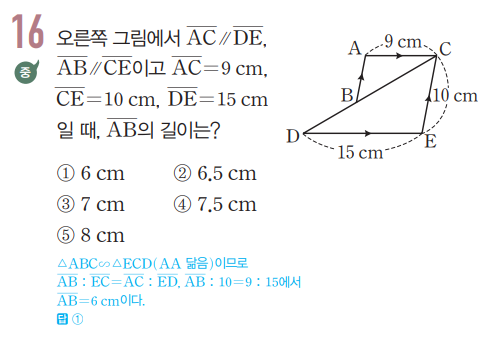 16
중
오른쪽 그림에서 AC∥DE,
AB∥CE이고 AC=9 cm,
CE=10 cm, DE=15 cm
일 때, AB의 길이는?
① 6 cm ② 6.5 cm
③ 7 cm ④ 7.5 cm
⑤ 8 cm
△ABC∽△ECD(AA 닮음)이므로
AB : EC=AC : ED, AB : 10=9 : 15에서
AB=6 cm이다.
답 ①
A 9 cm C
B 10 cm
D E
15 cm